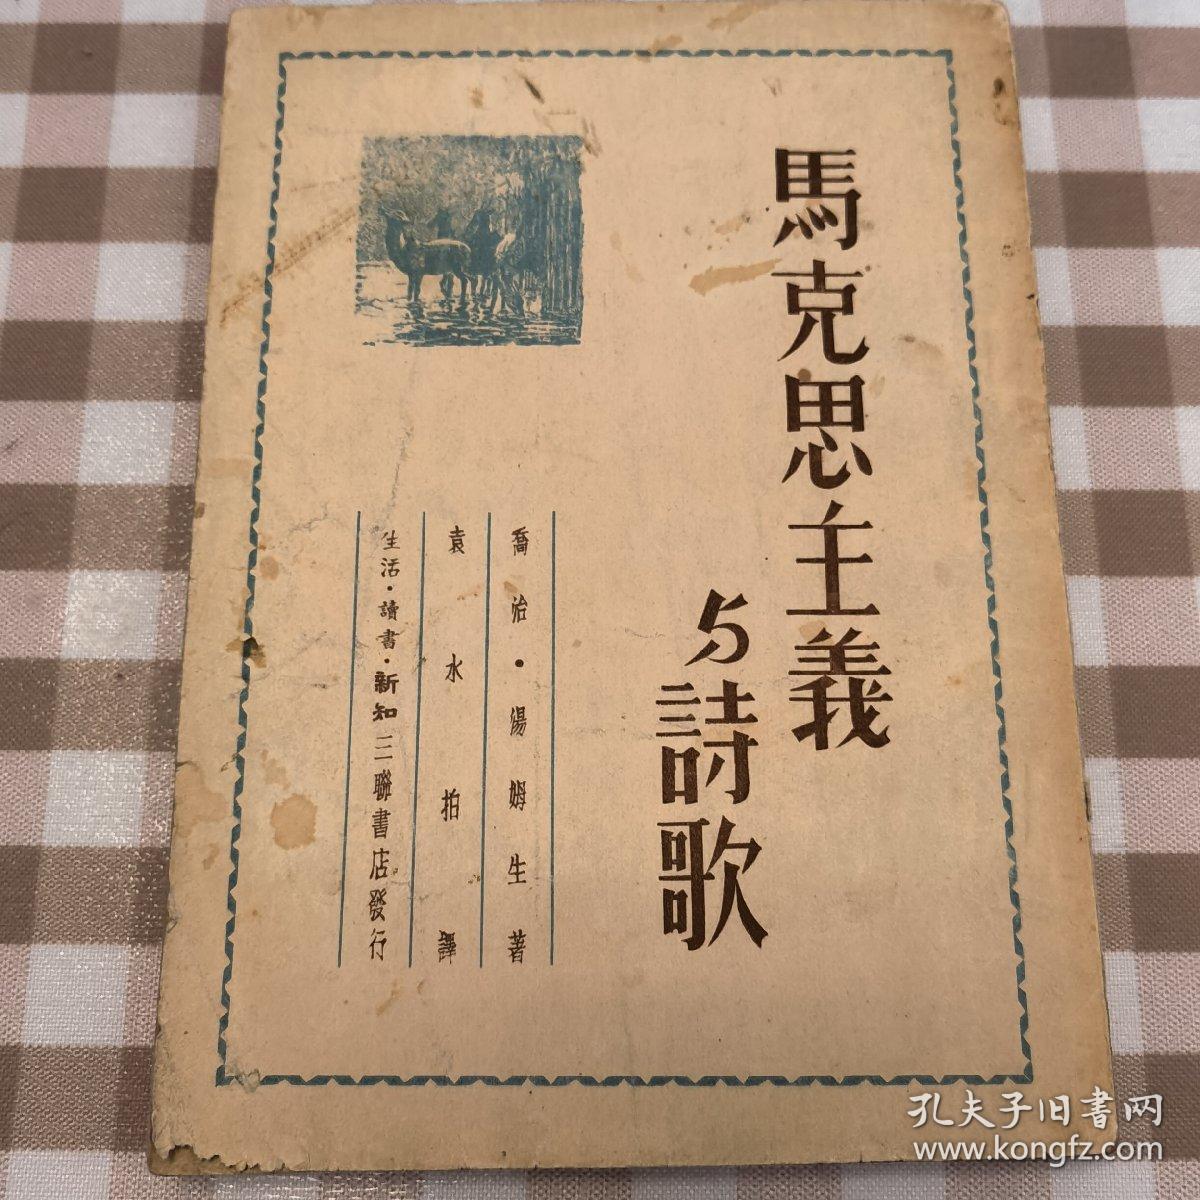 馬克思主義
与詩歌
喬治·湯姆生著
袁水拍譯
生活·讀書·新知三聯書店發行
孔夫子旧書网
www.kongfz.com